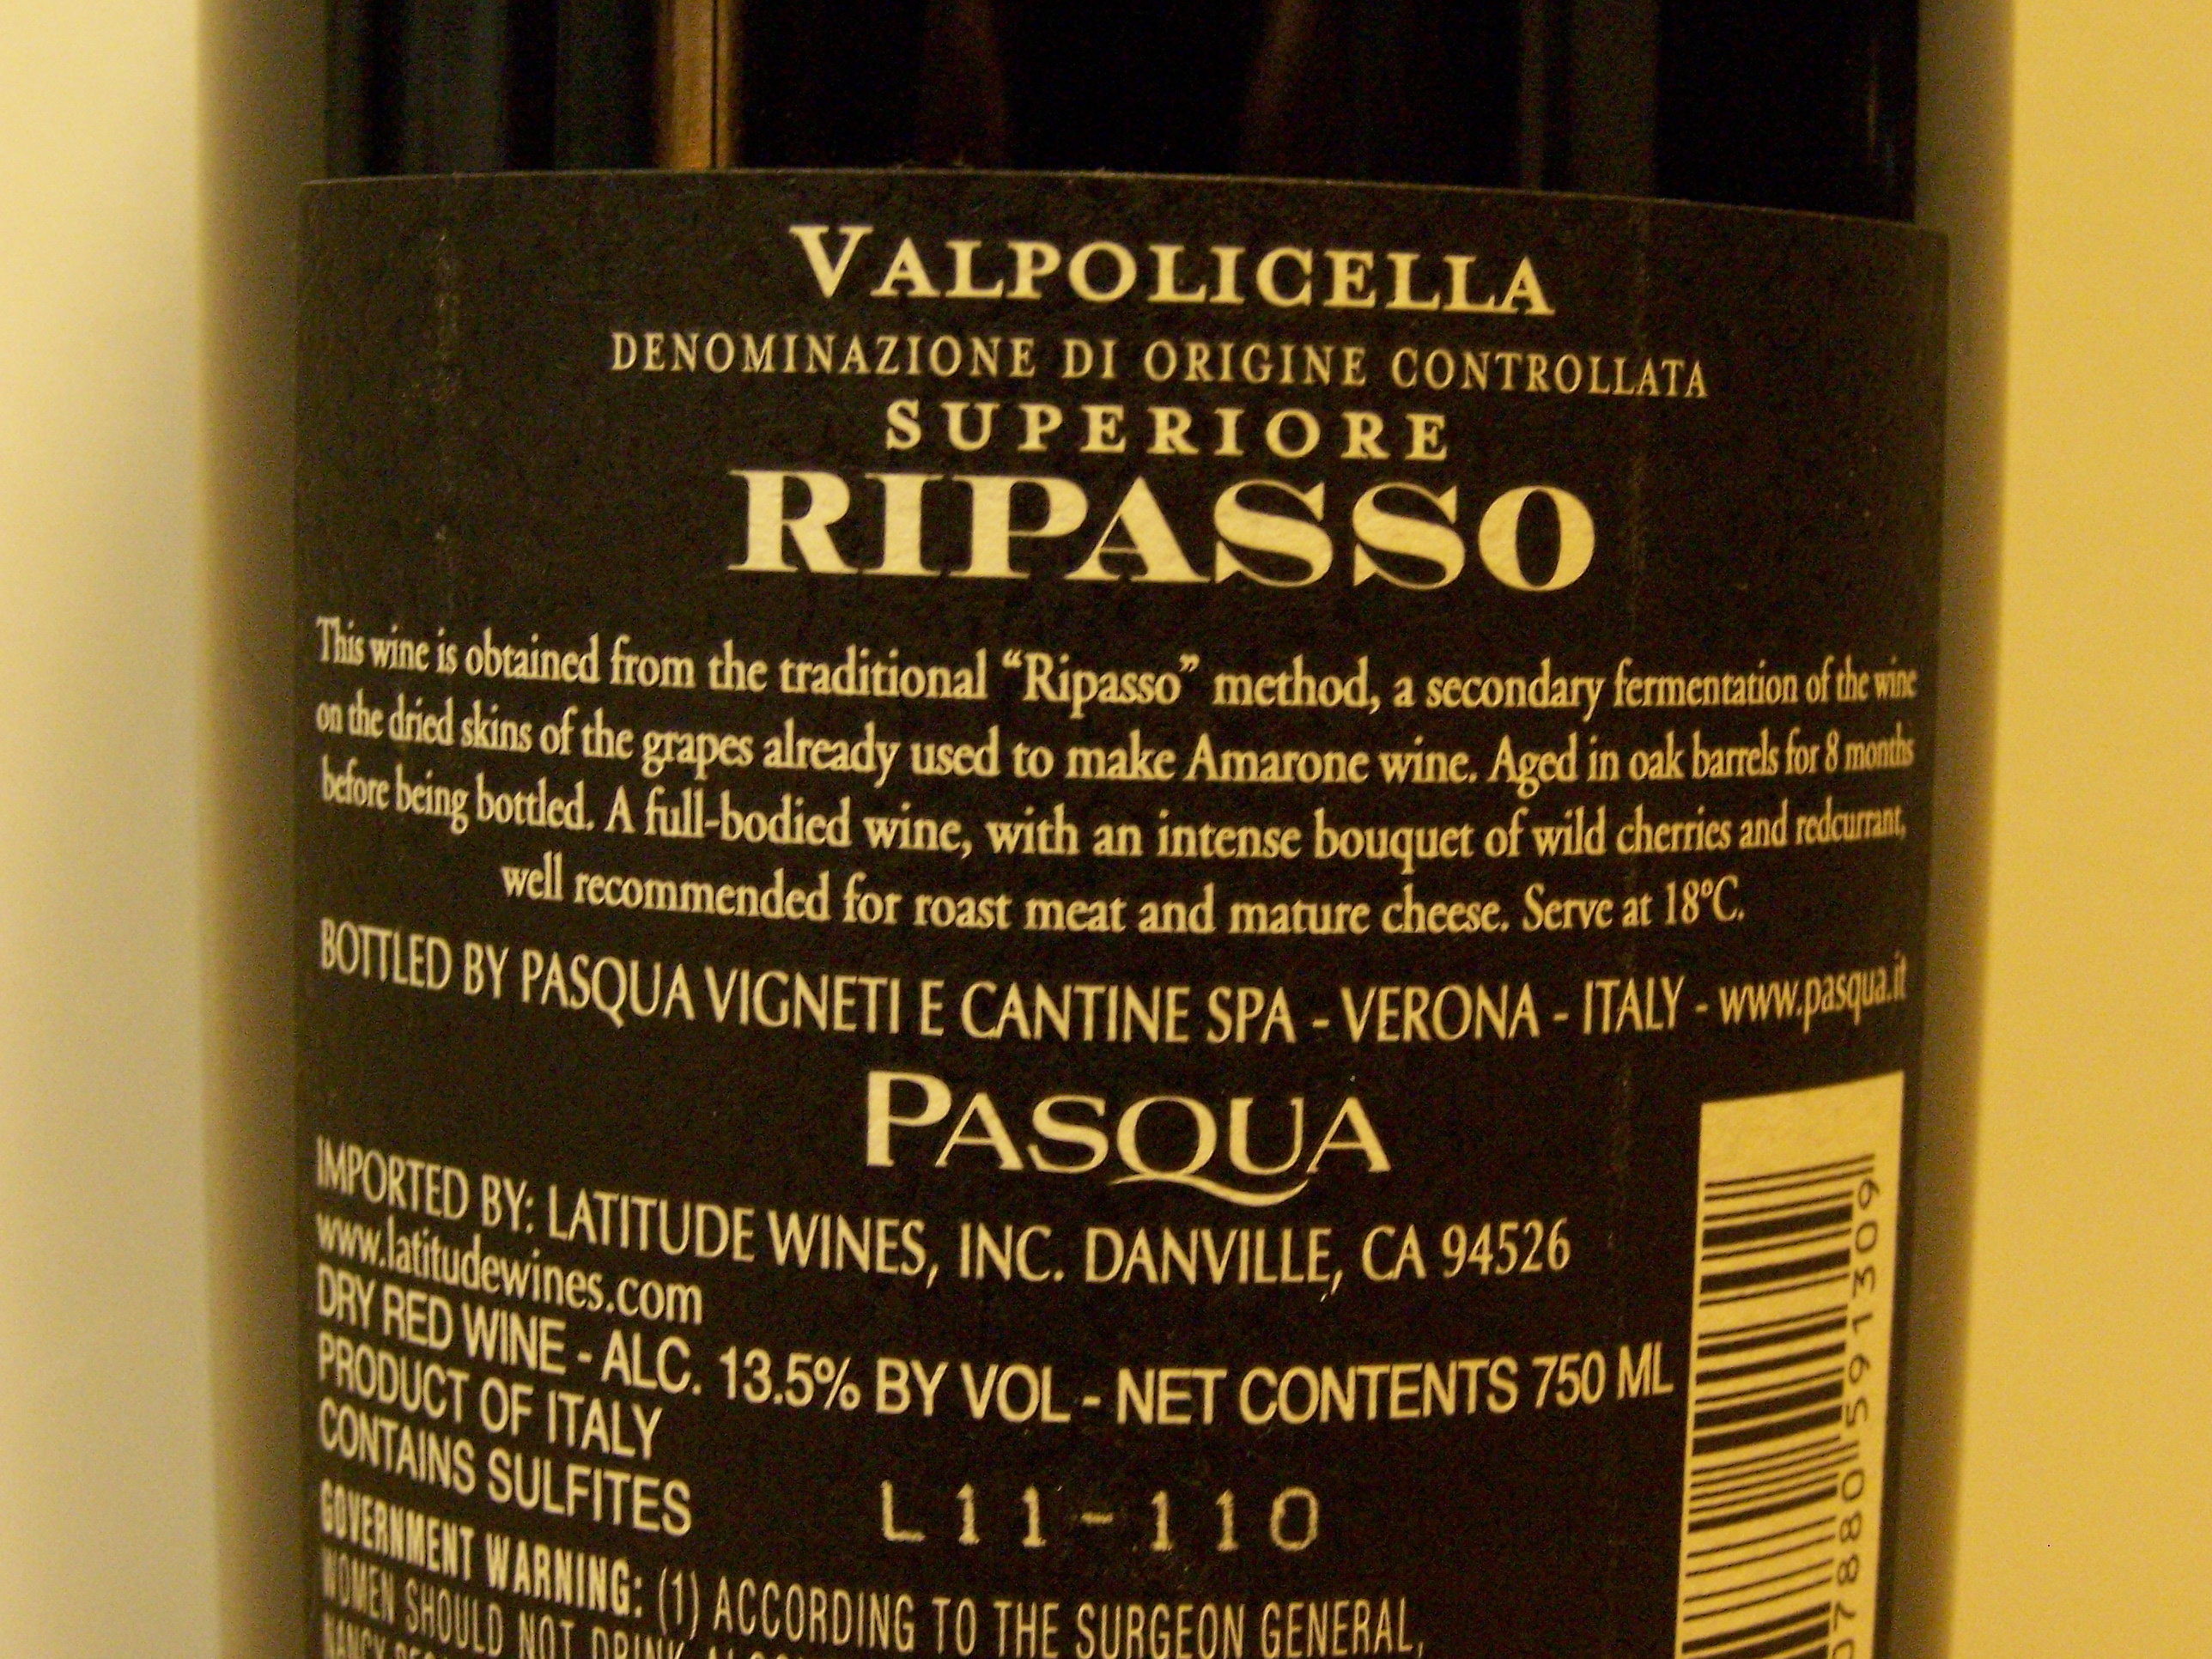 VALPOLICELLA
DENOMINAZIONE DI ORIGINE CONTROLLATA
SUPERIORE
RIPASSO
This wine is obtained from the traditional “Ripasso” method, a secondary fermentation of the wine
on the dried skins of the grapes already used to make Amarone wine. Aged in oak barrels for 8 months
before being bottled. A full-bodied wine, with an intense bouquet of wild cherries and redcurrant,
well recommended for roast meat and mature cheese. Serve at 18°C.
BOTTLED BY PASQUA VIGNETI E CANTINE SPA - VERONA - ITALY - www.pasqua.it
PASQUA
IMPORTED BY: LATITUDE WINES, INC. DANVILLE, CA 94526
www.latitudewines.com
DRY RED WINE - ALC. 13.5% BY VOL - NET CONTENTS 750 ML
PRODUCT OF ITALY
CONTAINS SULFITES
L11-110
GOVERNMENT WARNING: (1) ACCORDING TO THE SURGEON GENERAL,
WOMEN SHOULD NOT DRINK
07880 591309